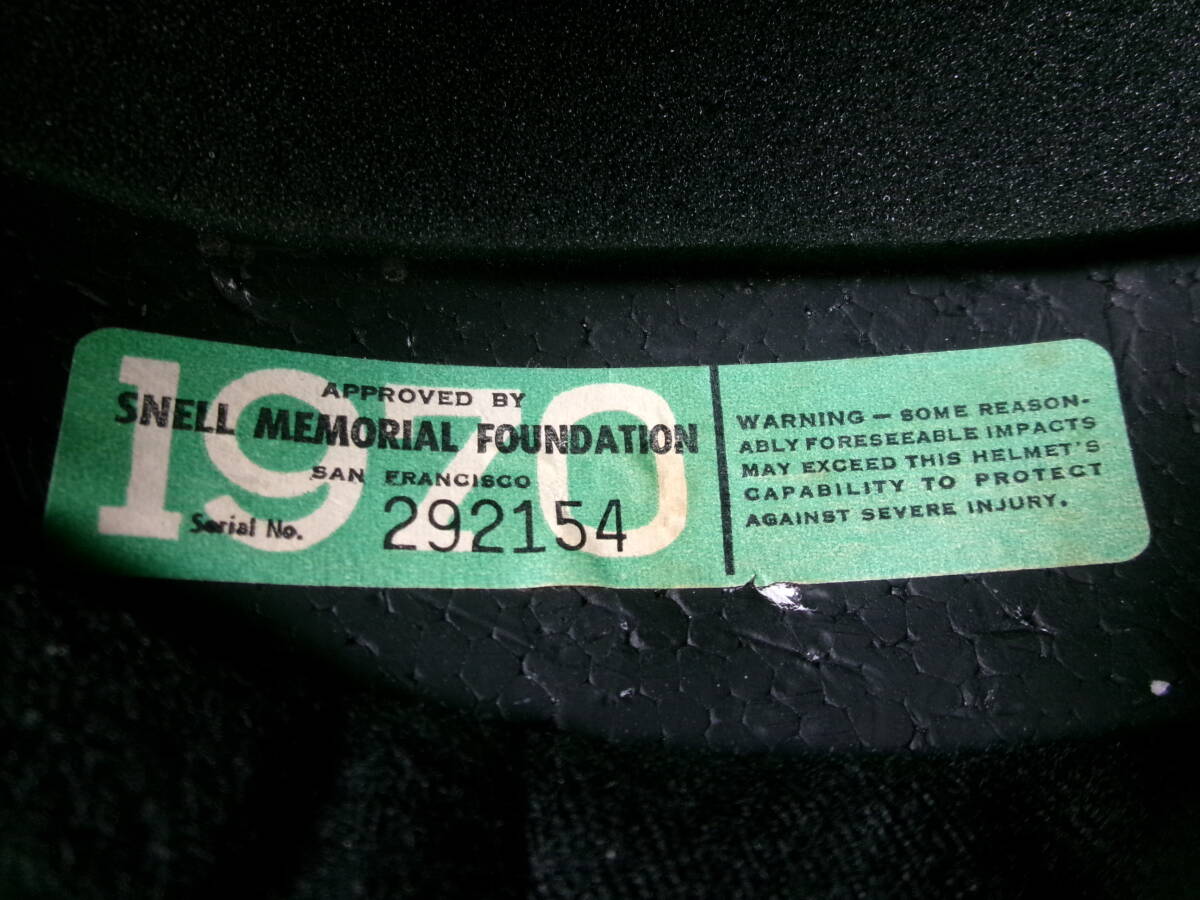 1970
APPROVED BY
SNELL MEMORIAL FOUNDATION
SAN FRANCISCO
Serial No. 292154
WARNING — SOME REASON-
ABLY FORESEEABLE IMPACTS
MAY EXCEED THIS HELMET'S
CAPABILITY TO PROTECT
AGAINST SEVERE INJURY.